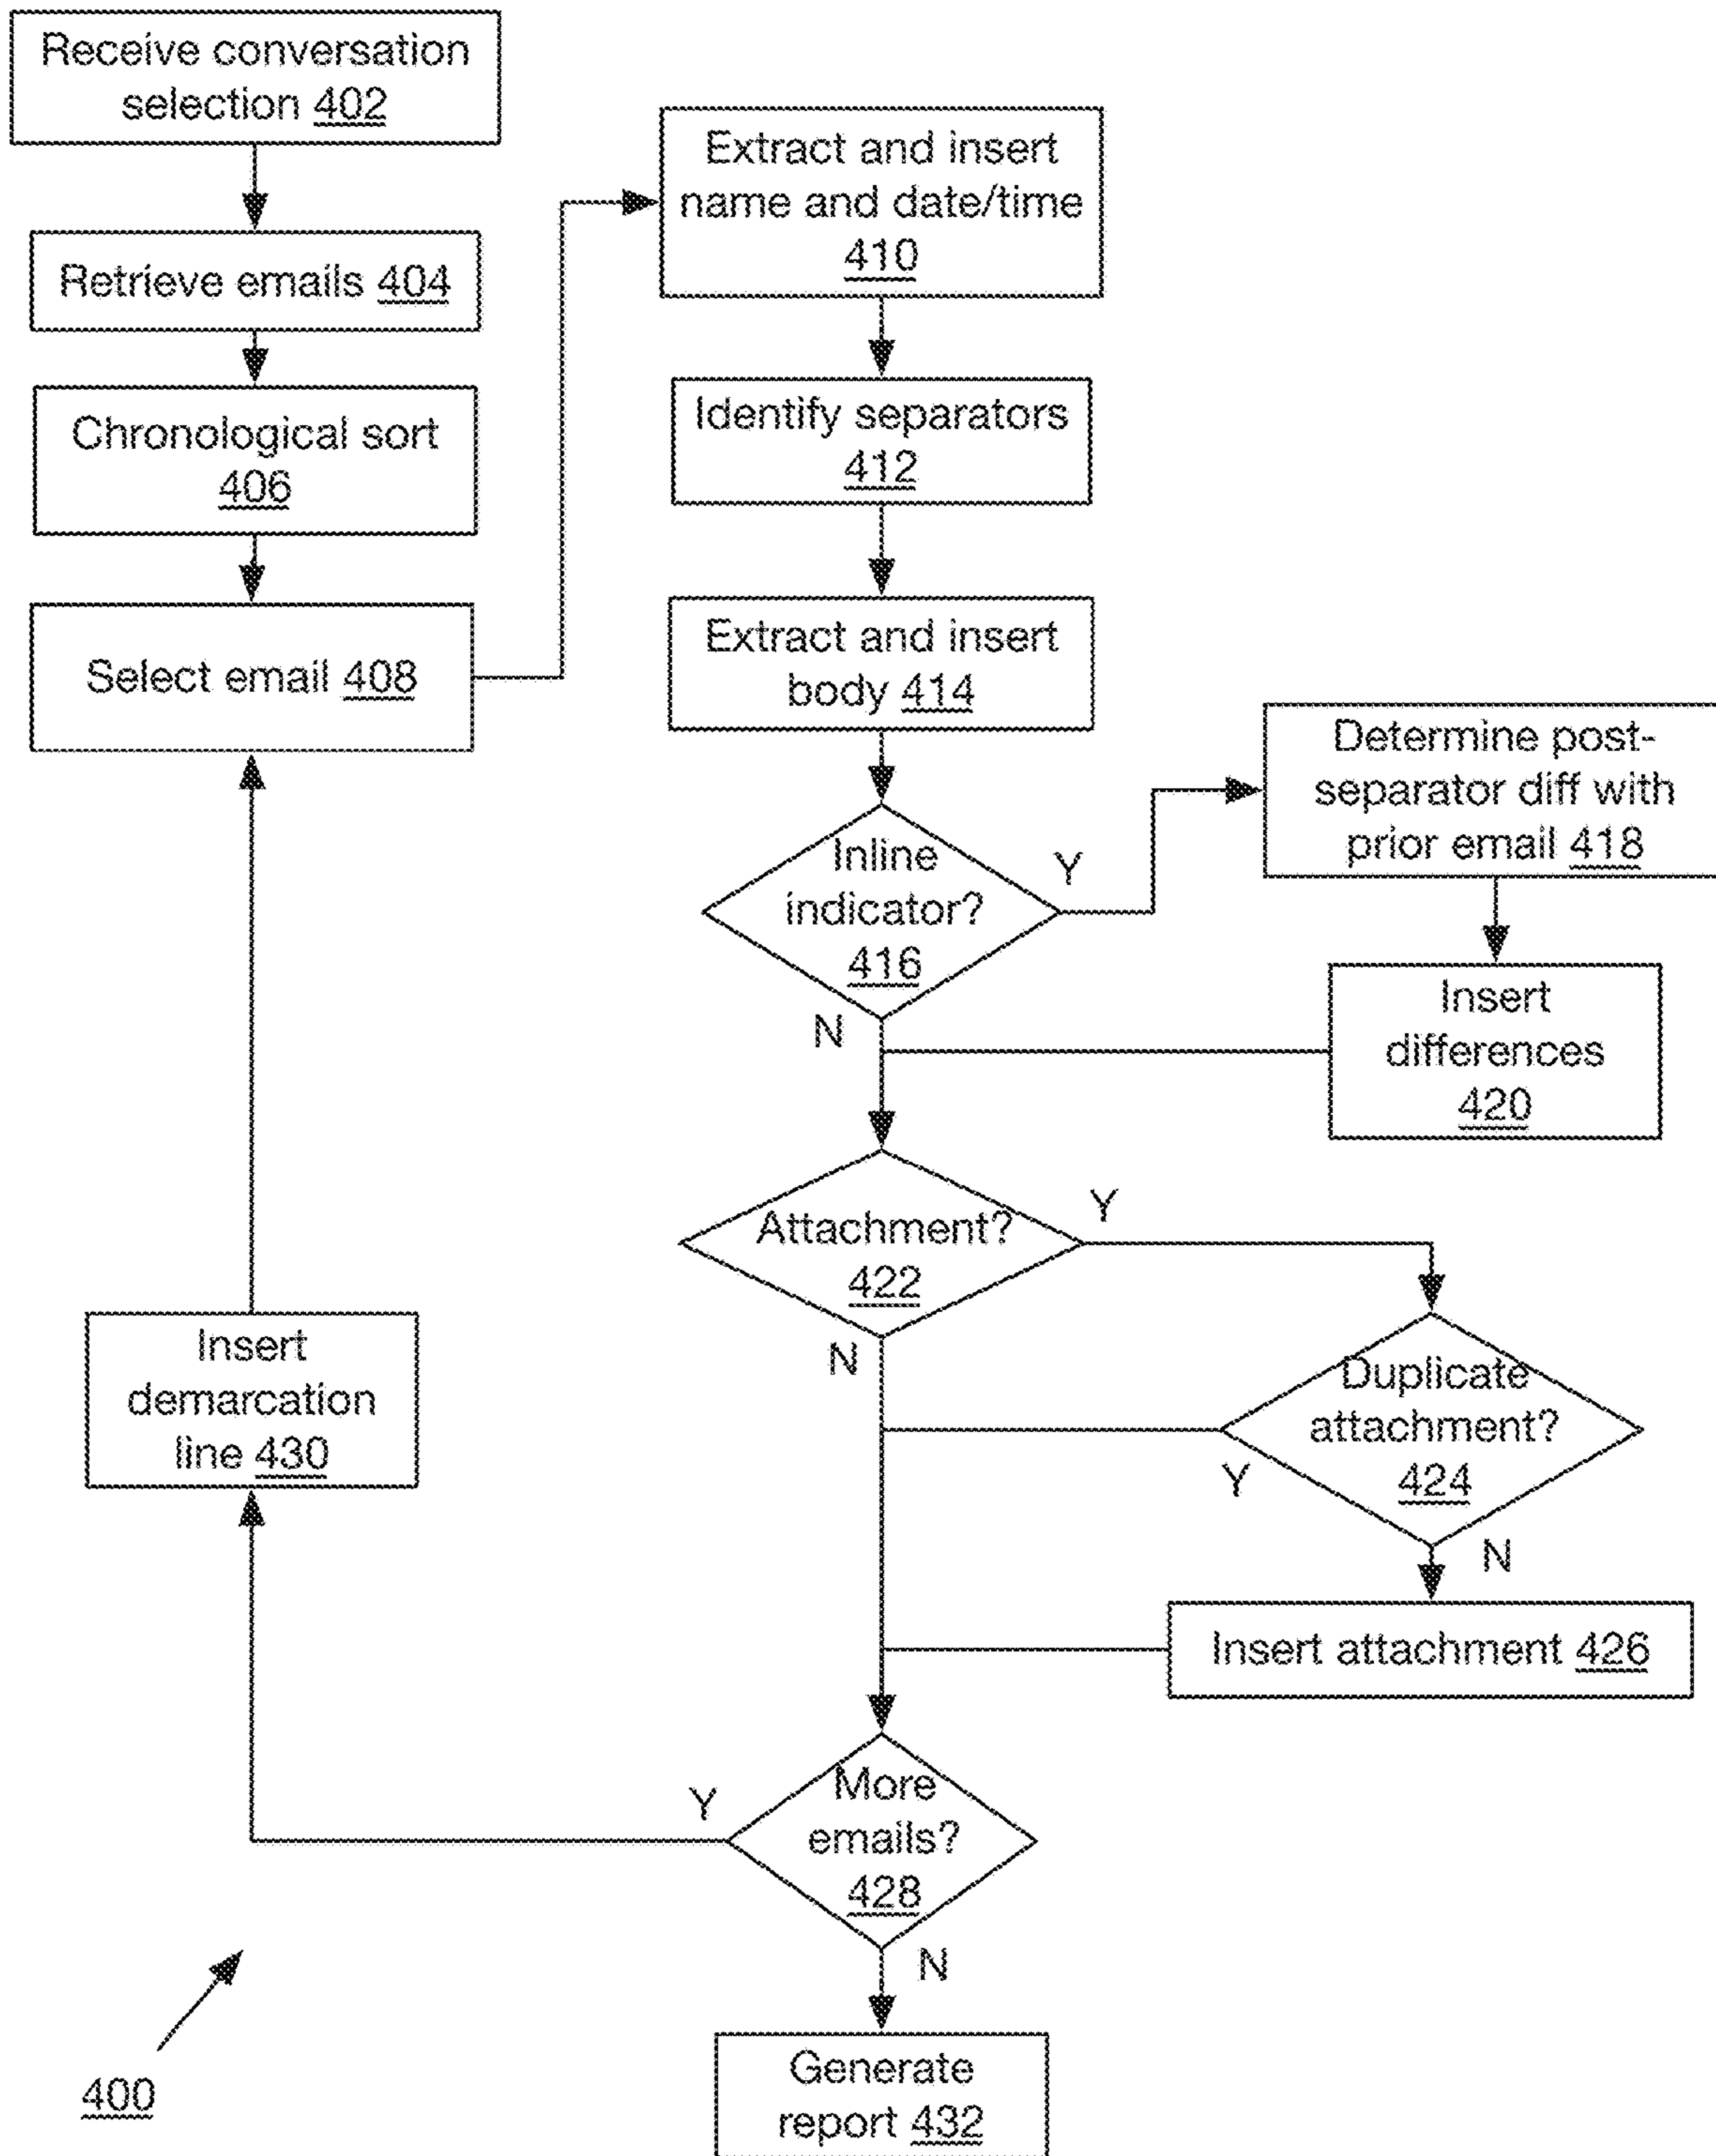 Receive conversation
selection 402
Retrieve emails 404
Chronological sort
406
Select email 408
Extract and insert
name and date/time
410
Identify separators
412
Extract and insert
body 414
Inline
indicator?
416
Y
N
Determine post-
separator diff with
prior email 418
Insert
differences
420
Attachment?
422
Y
N
Duplicate
attachment?
424
Y
N
Insert attachment 426
More
emails?
428
Y
N
Insert
demarcation
line 430
Generate
report 432
400